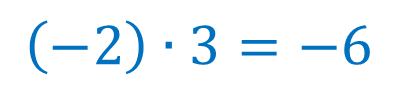 (−2) · 3 = −6